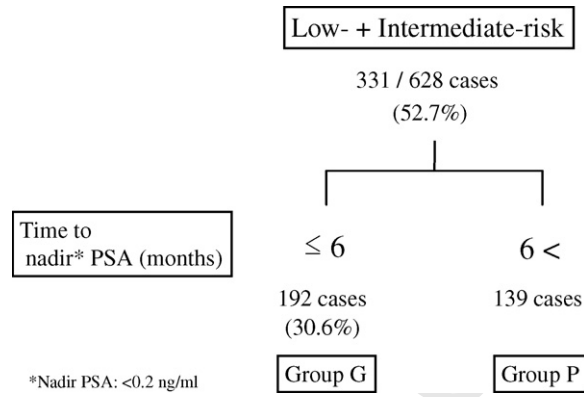 Low- + Intermediate-risk
331 / 628 cases
(52.7%)
Time to
nadir* PSA (months)
≤ 6
6 <
192 cases
(30.6%)
139 cases
*Nadir PSA: <0.2 ng/ml
Group G
Group P